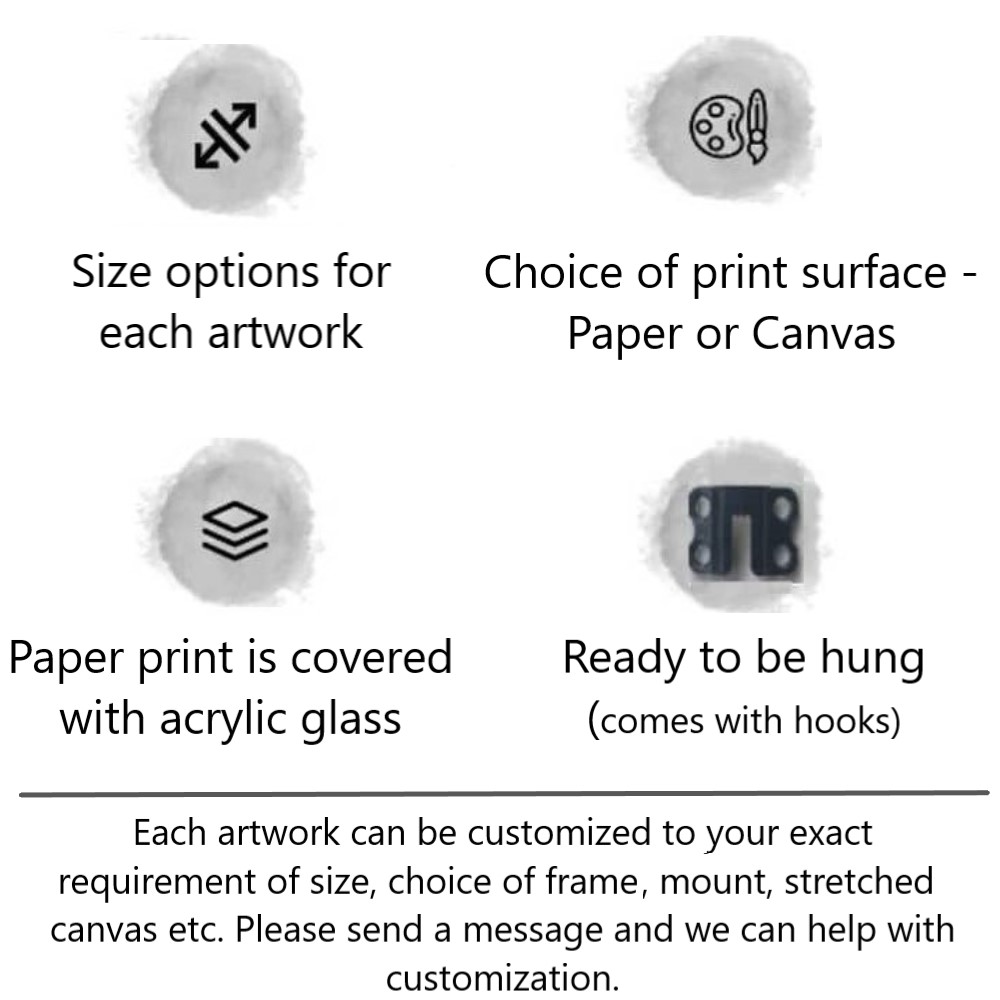 Size options for
each artwork
Choice of print surface -
Paper or Canvas
Paper print is covered
with acrylic glass
Ready to be hung
(comes with hooks)
Each artwork can be customized to your exact
requirement of size, choice of frame, mount, stretched
canvas etc. Please send a message and we can help with
customization.